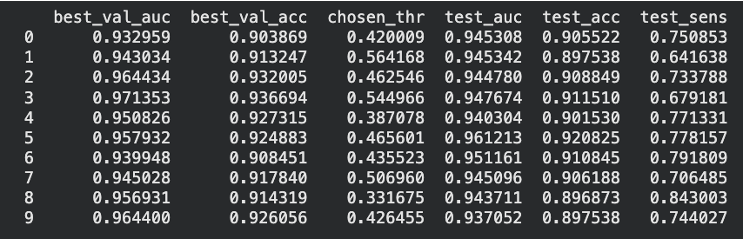 best_val_auc best_val_acc chosen_thr test_auc test_acc test_sens
0 0.932959 0.903869 0.420009 0.945308 0.905522 0.750853
1 0.943034 0.913247 0.564168 0.945342 0.897538 0.641638
2 0.964434 0.932005 0.462546 0.944780 0.908849 0.733788
3 0.971353 0.936694 0.544966 0.947674 0.911510 0.679181
4 0.950826 0.927315 0.387078 0.940304 0.901530 0.771331
5 0.957932 0.924883 0.465601 0.961213 0.920825 0.778157
6 0.939948 0.908451 0.435523 0.951161 0.910845 0.791809
7 0.945028 0.917840 0.506960 0.945096 0.906188 0.706485
8 0.956931 0.914319 0.331675 0.943711 0.896873 0.843003
9 0.964400 0.926056 0.426455 0.937052 0.897538 0.744027